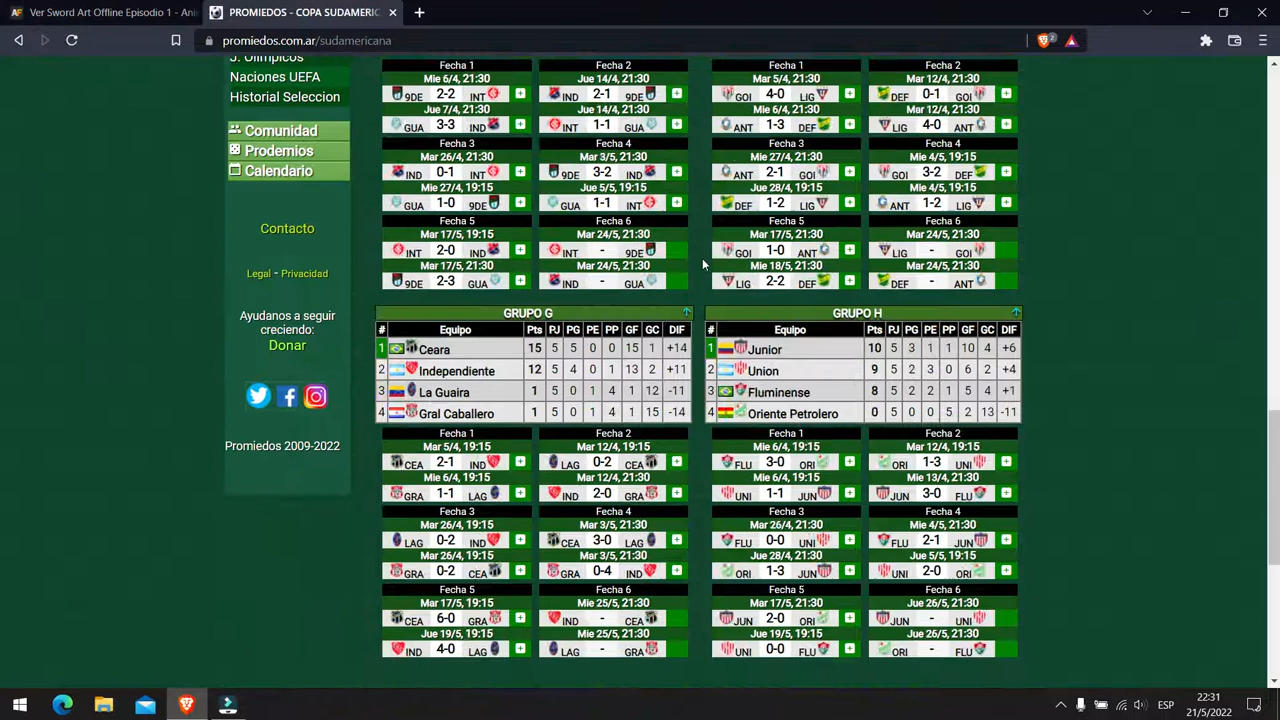 Ver Sword Art Offline Episodio 1 - Ani
PROMIEDOS - COPA SUDAMERIC
promiedos.com.ar/sudamericana
2
J. Olimpicos
Naciones UEFA
Historial Seleccion
Comunidad
Prodemios
Calendario
Contacto
Legal - Privacidad
Ayudanos a seguir
creciendo:
Donar
Promiedos 2009-2022
Fecha 1 Fecha 2
Mie 6/4, 21:30 Jue 14/4, 21:30
9DE 2-2 INT IND 2-1 9DE
Jue 7/4, 21:30 Jue 14/4, 21:30
GUA 3-3 IND INT 1-1 GUA
Fecha 3 Fecha 4
Mar 26/4, 21:30 Mar 3/5, 21:30
IND 0-1 INT 9DE 3-2 IND
Mie 27/4, 19:15 Jue 5/5, 19:15
GUA 1-0 9DE GUA 1-1 INT
Fecha 5 Fecha 6
Mar 17/5, 19:15 Mar 24/5, 21:30
INT 2-0 IND INT - 9DE
Mar 17/5, 21:30 Mar 24/5, 21:30
9DE 2-3 GUA IND - GUA
Fecha 1 Fecha 2
Mar 5/4, 21:30 Mar 12/4, 21:30
GOI 4-0 LIG DEF 0-1 GOI
Mie 6/4, 21:30 Mar 12/4, 21:30
ANT 1-3 DEF LIG 4-0 ANT
Fecha 3 Fecha 4
Mie 27/4, 21:30 Mie 4/5, 19:15
ANT 2-1 GOI GOI 3-2 DEF
Jue 28/4, 19:15 Mie 4/5, 19:15
DEF 1-2 LIG ANT 1-2 LIG
Fecha 5 Fecha 6
Mar 17/5, 21:30 Mar 24/5, 21:30
GOI 1-0 ANT LIG - GOI
Mie 18/5, 21:30 Mar 24/5, 21:30
LIG 2-2 DEF DEF - ANT
GRUPO G
# Equipo Pts PJ PG PE PP GF GC DIF
1 Ceara 15 5 5 0 0 15 1 +14
2 Independiente 12 5 4 0 1 13 2 +11
3 La Guaira 1 5 0 1 4 1 12 -11
4 Gral Caballero 1 5 0 1 4 1 15 -14
Fecha 1 Fecha 2
Mar 5/4, 19:15 Mar 12/4, 19:15
CEA 2-1 IND LAG 0-2 CEA
Mie 6/4, 19:15 Mar 12/4, 21:30
GRA 1-1 LAG IND 2-0 GRA
Fecha 3 Fecha 4
Mar 26/4, 19:15 Mar 3/5, 21:30
LAG 0-2 IND CEA 3-0 LAG
Mar 26/4, 21:30 Mar 3/5, 21:30
GRA 0-2 CEA GRA 0-4 IND
Fecha 5 Fecha 6
Mar 17/5, 19:15 Mie 25/5, 21:30
CEA 6-0 GRA IND - CEA
Jue 19/5, 19:15 Mie 25/5, 21:30
IND 4-0 LAG LAG - GRA
GRUPO H
# Equipo Pts PJ PG PE PP GF GC DIF
1 Junior 10 5 3 1 1 10 4 +6
2 Union 9 5 2 3 0 6 2 +4
3 Fluminense 8 5 2 2 1 5 4 +1
4 Oriente Petrolero 0 5 0 0 5 2 13 -11
Fecha 1 Fecha 2
Mie 6/4, 19:15 Mar 12/4, 19:15
FLU 3-0 ORI ORI 1-3 UNI
Mie 6/4, 21:30 Mie 13/4, 21:30
UNI 1-1 JUN JUN 3-0 FLU
Fecha 3 Fecha 4
Mar 26/4, 21:30 Mie 4/5, 21:30
FLU 0-0 UNI FLU 2-1 JUN
Jue 28/4, 21:30 Jue 5/5, 19:15
ORI 1-3 JUN UNI 2-0 ORI
Fecha 5 Fecha 6
Mar 17/5, 21:30 Jue 26/5, 21:30
JUN 2-0 ORI JUN - UNI
Jue 19/5, 19:15 Jue 26/5, 21:30
UNI 0-0 FLU ORI - FLU
ESP
22:31
21/5/2022